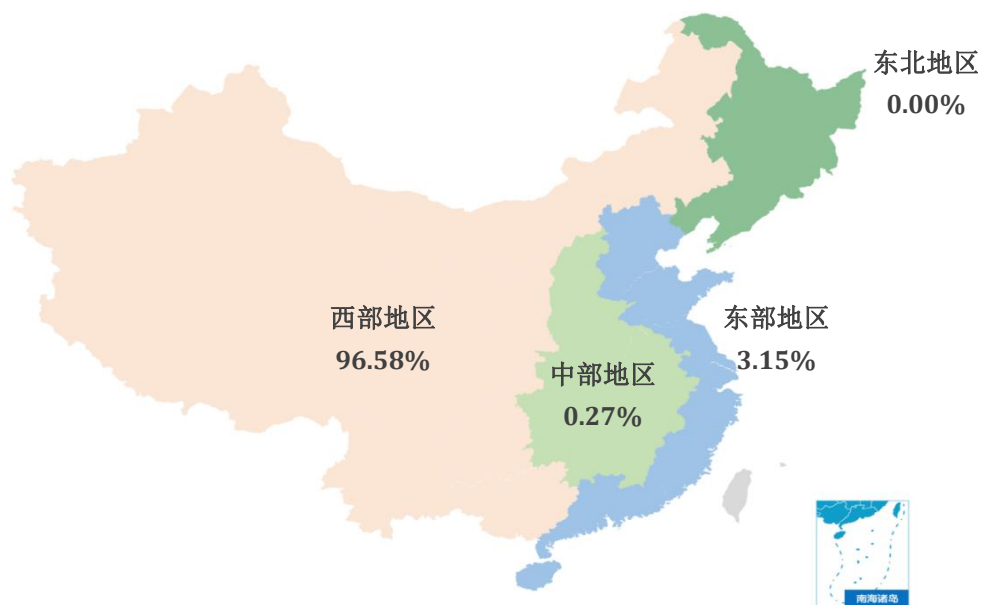 东北地区
0.00%
西部地区
96.58%
东部地区
3.15%
中部地区
0.27%
南海诸岛